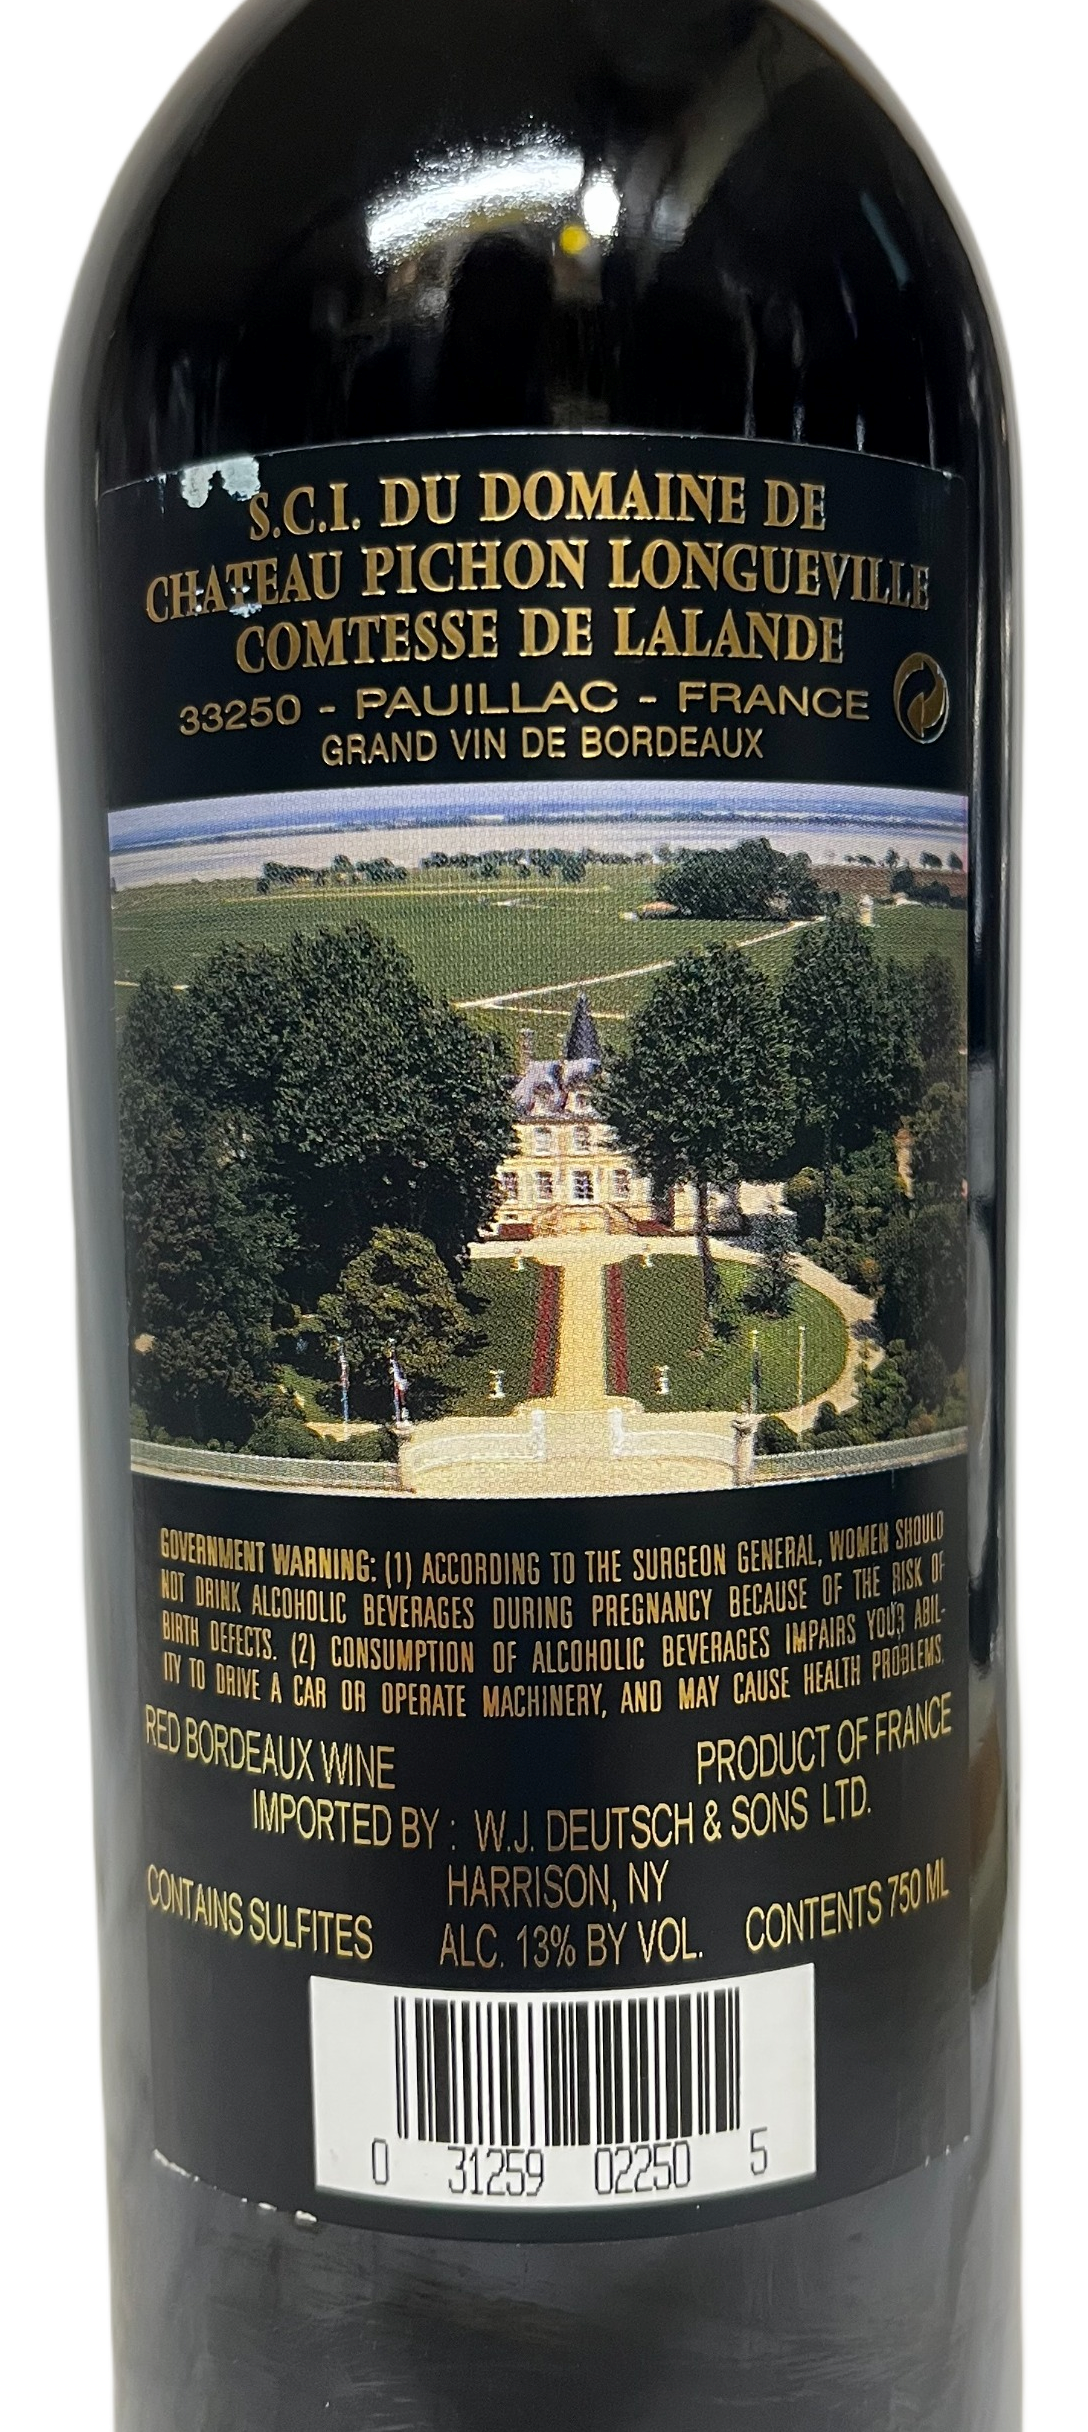 S.C.I. DU DOMAINE DE
CHATEAU PICHON LONGUEVILLE
COMTESSE DE LALANDE
33250 - PAUILLAC - FRANCE
GRAND VIN DE BORDEAUX
GOVERNMENT WARNING: (1) ACCORDING TO THE SURGEON GENERAL, WOMEN SHOULD
NOT DRINK ALCOHOLIC BEVERAGES DURING PREGNANCY BECAUSE OF THE RISK OF
BIRTH DEFECTS. (2) CONSUMPTION OF ALCOHOLIC BEVERAGES IMPAIRS YOUR ABIL-
ITY TO DRIVE A CAR OR OPERATE MACHINERY, AND MAY CAUSE HEALTH PROBLEMS.
RED BORDEAUX WINE PRODUCT OF FRANCE
IMPORTED BY : W.J. DEUTSCH & SONS LTD.
HARRISON, NY
CONTAINS SULFITES ALC. 13% BY VOL. CONTENTS 750 ML
0 31259 02250 5